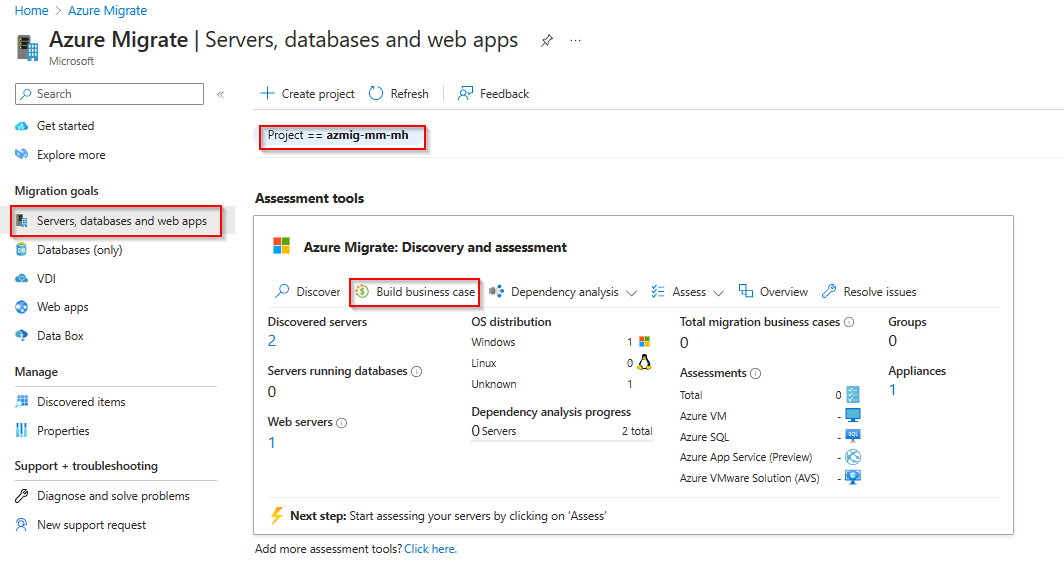 Home > Azure Migrate
Azure Migrate | Servers, databases and web apps ...
Microsoft
Search «
Create project Refresh Feedback
Project == azmig-mm-mh
Get started
Explore more
Migration goals
Servers, databases and web apps
Databases (only)
VDI
Web apps
Data Box
Manage
Discovered items
Properties
Support + troubleshooting
Diagnose and solve problems
New support request
Assessment tools
Azure Migrate: Discovery and assessment
Discover Build business case Dependency analysis Assess Overview Resolve issues
Discovered servers
2
Servers running databases
0
Web servers
1
OS distribution
Windows 1
Linux 0
Unknown 1
Dependency analysis progress
0 Servers 2 total
Total migration business cases
0
Assessments
Total 0
Azure VM -
Azure SQL - SQL
Azure App Service (Preview) -
Azure VMware Solution (AVS) -
Groups
0
Appliances
1
Next step: Start assessing your servers by clicking on ‘Assess’
Add more assessment tools? Click here.